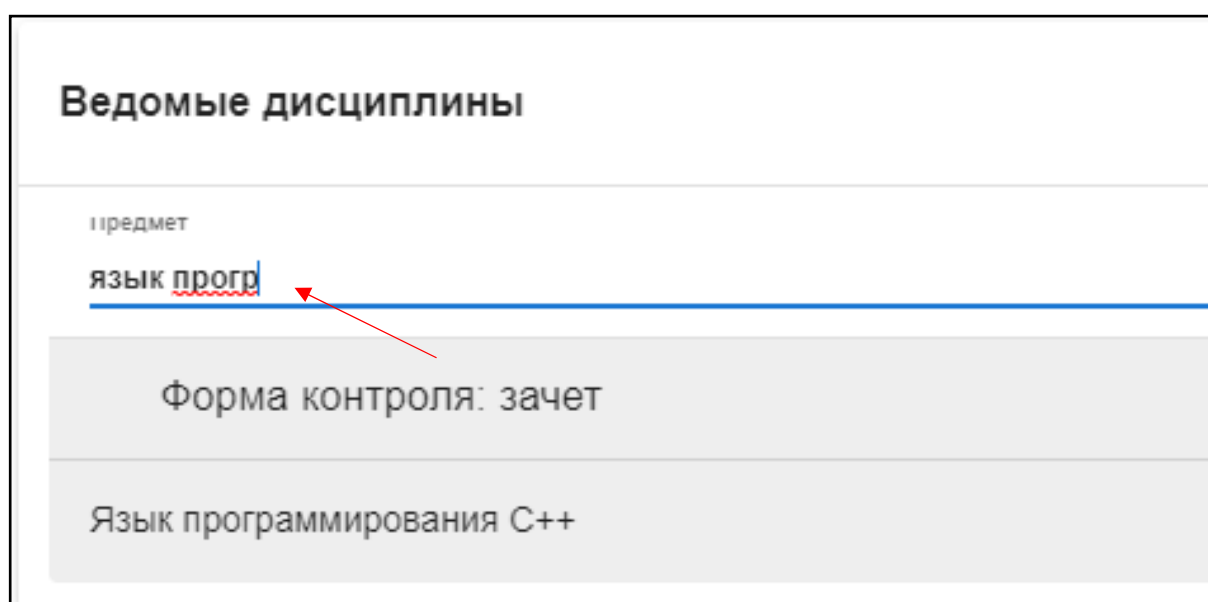 Ведомые дисциплины
Предмет
язык прогр
Форма контроля: зачет
Язык программирования C++